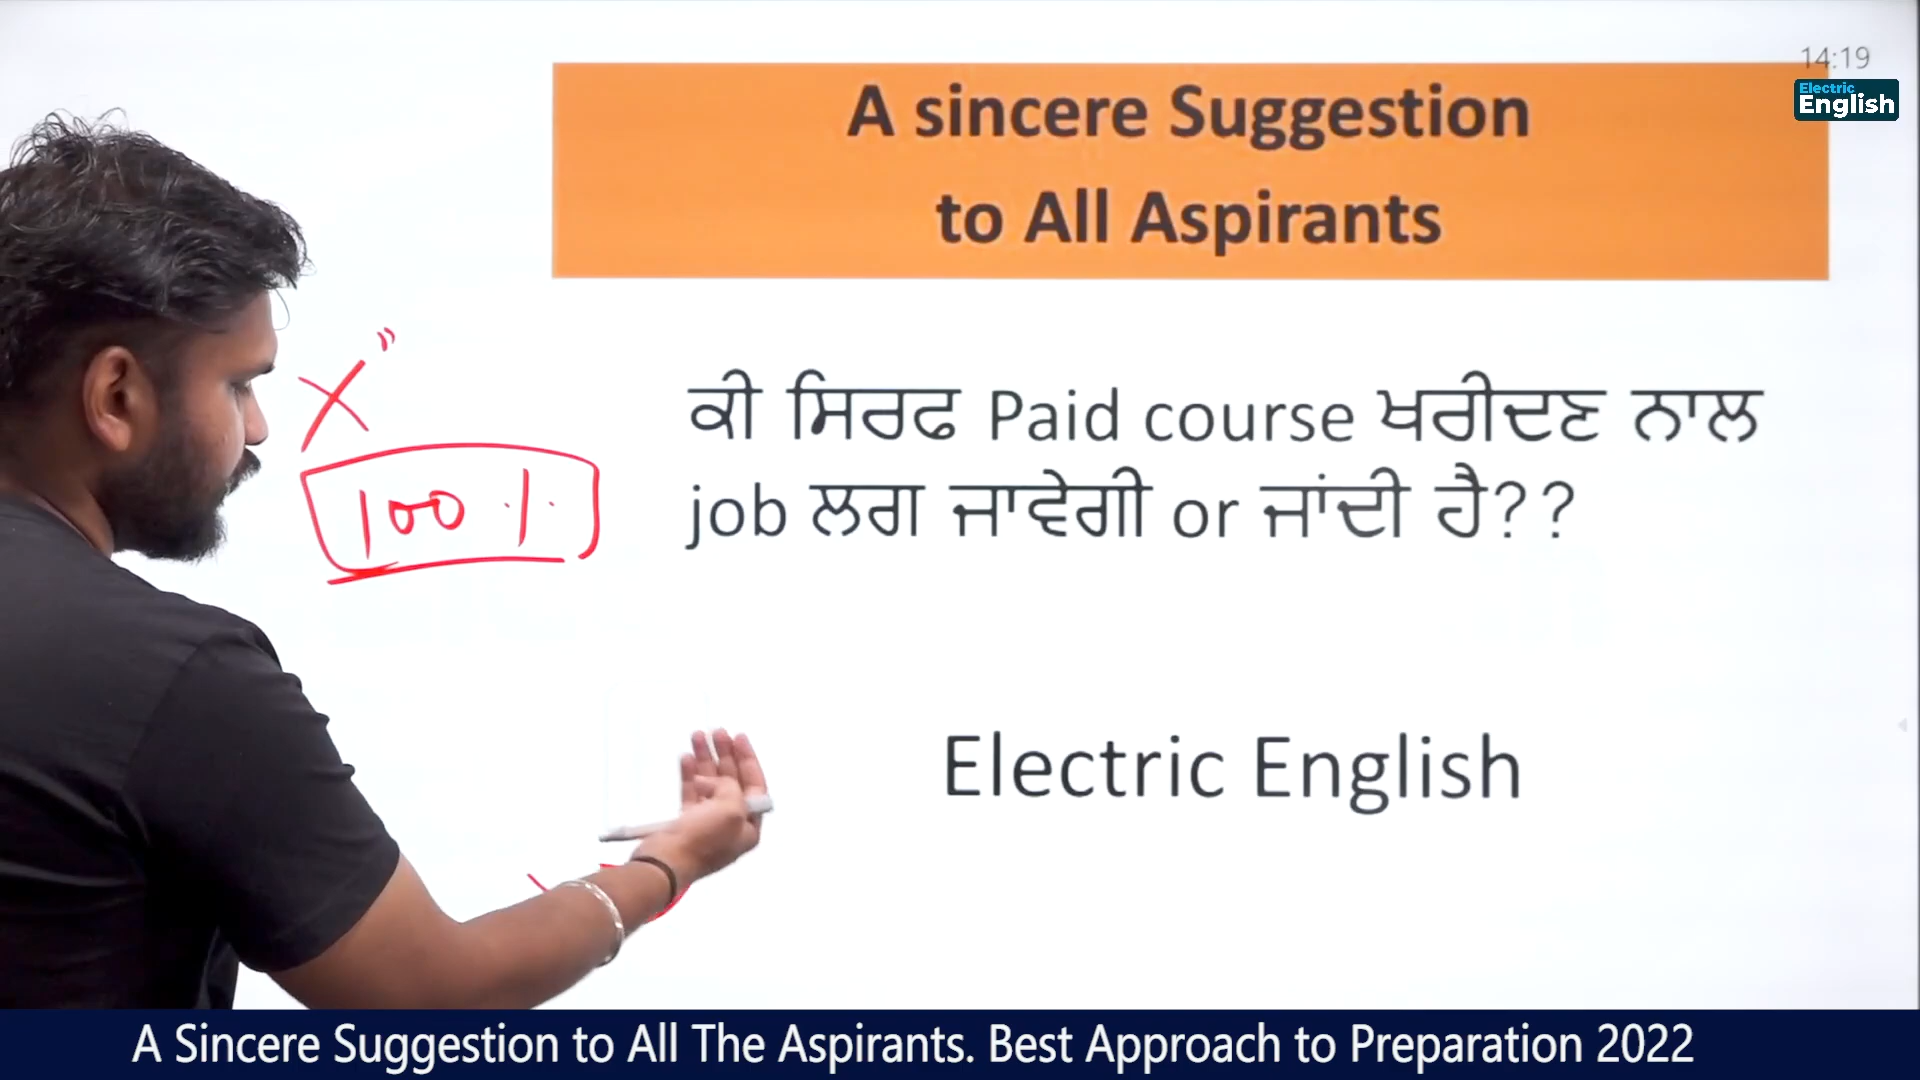 14:19
Electric
English
A sincere Suggestion
to All Aspirants
ਕੀ ਸਿਰਫ Paid course ਖਰੀਦਣ ਨਾਲ
job ਲਗ ਜਾਵੇਗੀ or ਜਾਂਦੀ ਹੈ??
100 %
Electric English
A Sincere Suggestion to All The Aspirants. Best Approach to Preparation 2022